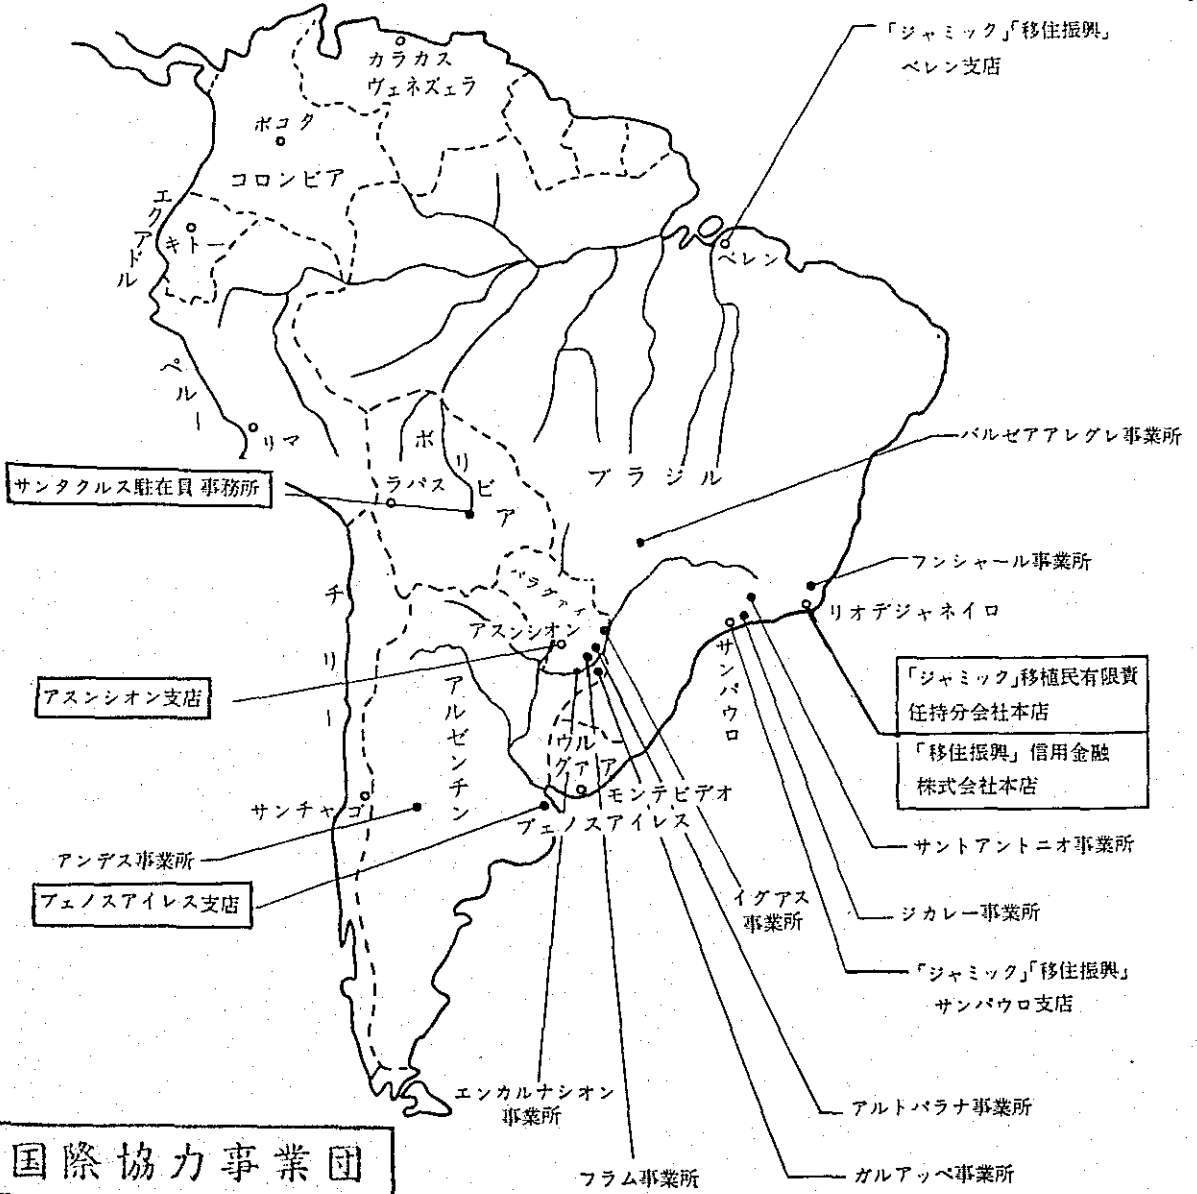 「ジャミック」「移住振興」
ベレン支店
カラカス
ヴェネズェラ
ボコク
コロンビア
エクアドル
キトー
ベレン
ペルー
リマ
ボリビア
ブラジル
バルゼアアレグレ事業所
サンタクルス駐在員事務所
ラパス
フンシャール事業所
パラグァイ
チリー
リオデジャネイロ
アスンシオン
サンパウロ
アスンシオン支店
「ジャミック」移植民有限責
任持分会社本店
「移住振興」信用金融
株式会社本店
アルゼンチン
ウルグアア
サンチャゴ
モンテビデオ
ブェノスアイレス
サントアントニオ事業所
アンデス事業所
ブェノスアイレス支店
イグアス
事業所
ジカレー事業所
「ジャミック」「移住振興」
サンパウロ支店
エンカルナシオン
事業所
アルトパラナ事業所
国際協力事業団
フラム事業所
ガルアッペ事業所